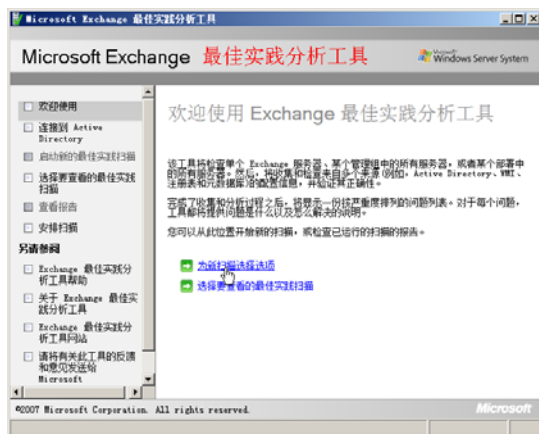 Microsoft Exchange 最佳实践分析工具
Microsoft Exchange 最佳实践分析工具
Microsoft
Windows Server System
欢迎使用
连接到 Active
Directory
启动新的最佳实践扫描
选择要查看的最佳实践
扫描
查看报告
安排扫描
另请参阅
Exchange 最佳实践分
析工具帮助
关于 Exchange 最佳实
践分析工具
Exchange 最佳实践分
析工具网站
请将有关此工具的反馈
和意见发送给
Microsoft
欢迎使用 Exchange 最佳实践分析工具
该工具将检查单个 Exchange 服务器、某个管理组中的所有服务器，或者某个部署中
的所有服务器。然后，将收集和检查来自多个来源(例如，Active Directory、WMI、
注册表和元数据库)的配置信息，并验证其正确性。
完成了收集和分析过程之后，将显示一份按严重度排列的问题列表。对于每个问题，
工具都将提供问题是什么以及怎么解决的说明。
您可以从此位置开始新的扫描，或检查已运行的扫描的报告。
为新扫描选择选项
选择要查看的最佳实践扫描
©2007 Microsoft Corporation. All rights reserved.
Microsoft